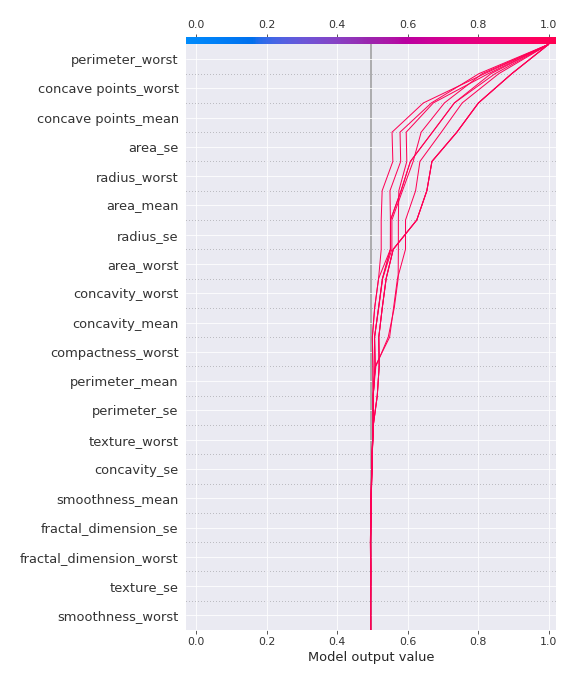 0.0 0.2 0.4 0.6 0.8 1.0
perimeter_worst
concave points_worst
concave points_mean
area_se
radius_worst
area_mean
radius_se
area_worst
concavity_worst
concavity_mean
compactness_worst
perimeter_mean
perimeter_se
texture_worst
concavity_se
smoothness_mean
fractal_dimension_se
fractal_dimension_worst
texture_se
smoothness_worst
0.0 0.2 0.4 0.6 0.8 1.0
Model output value